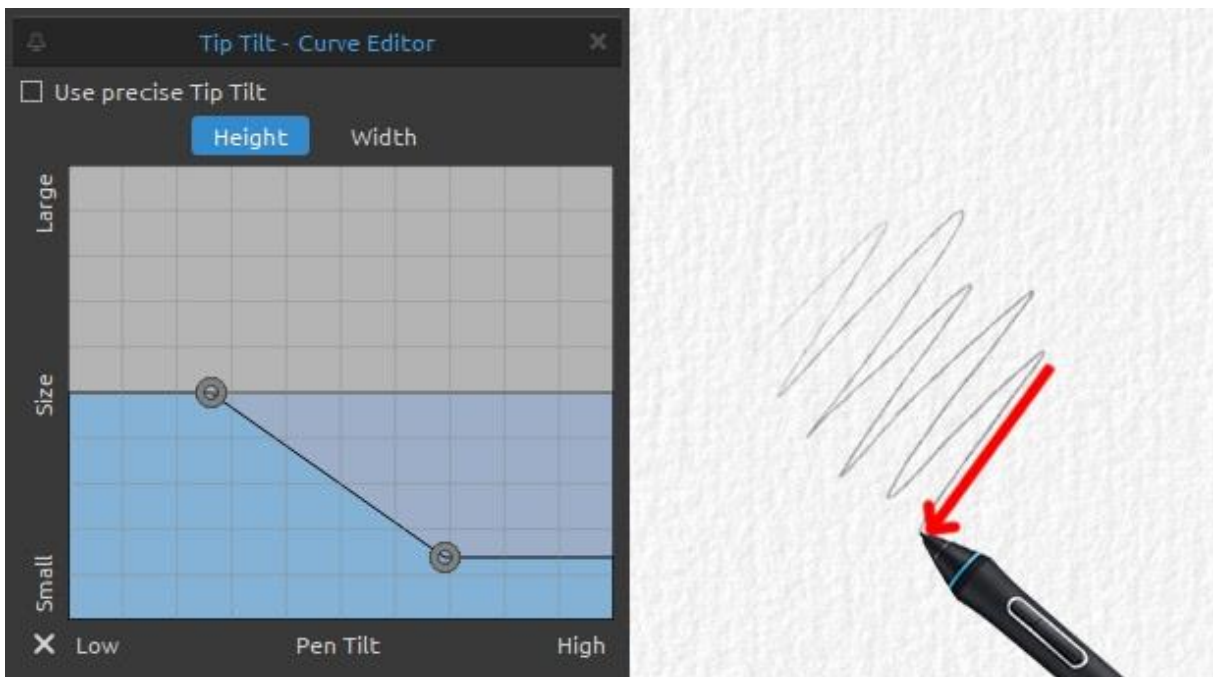 Tip Tilt - Curve Editor
Use precise Tip Tilt
Height Width
Large
Size
Small
Low Pen Tilt High